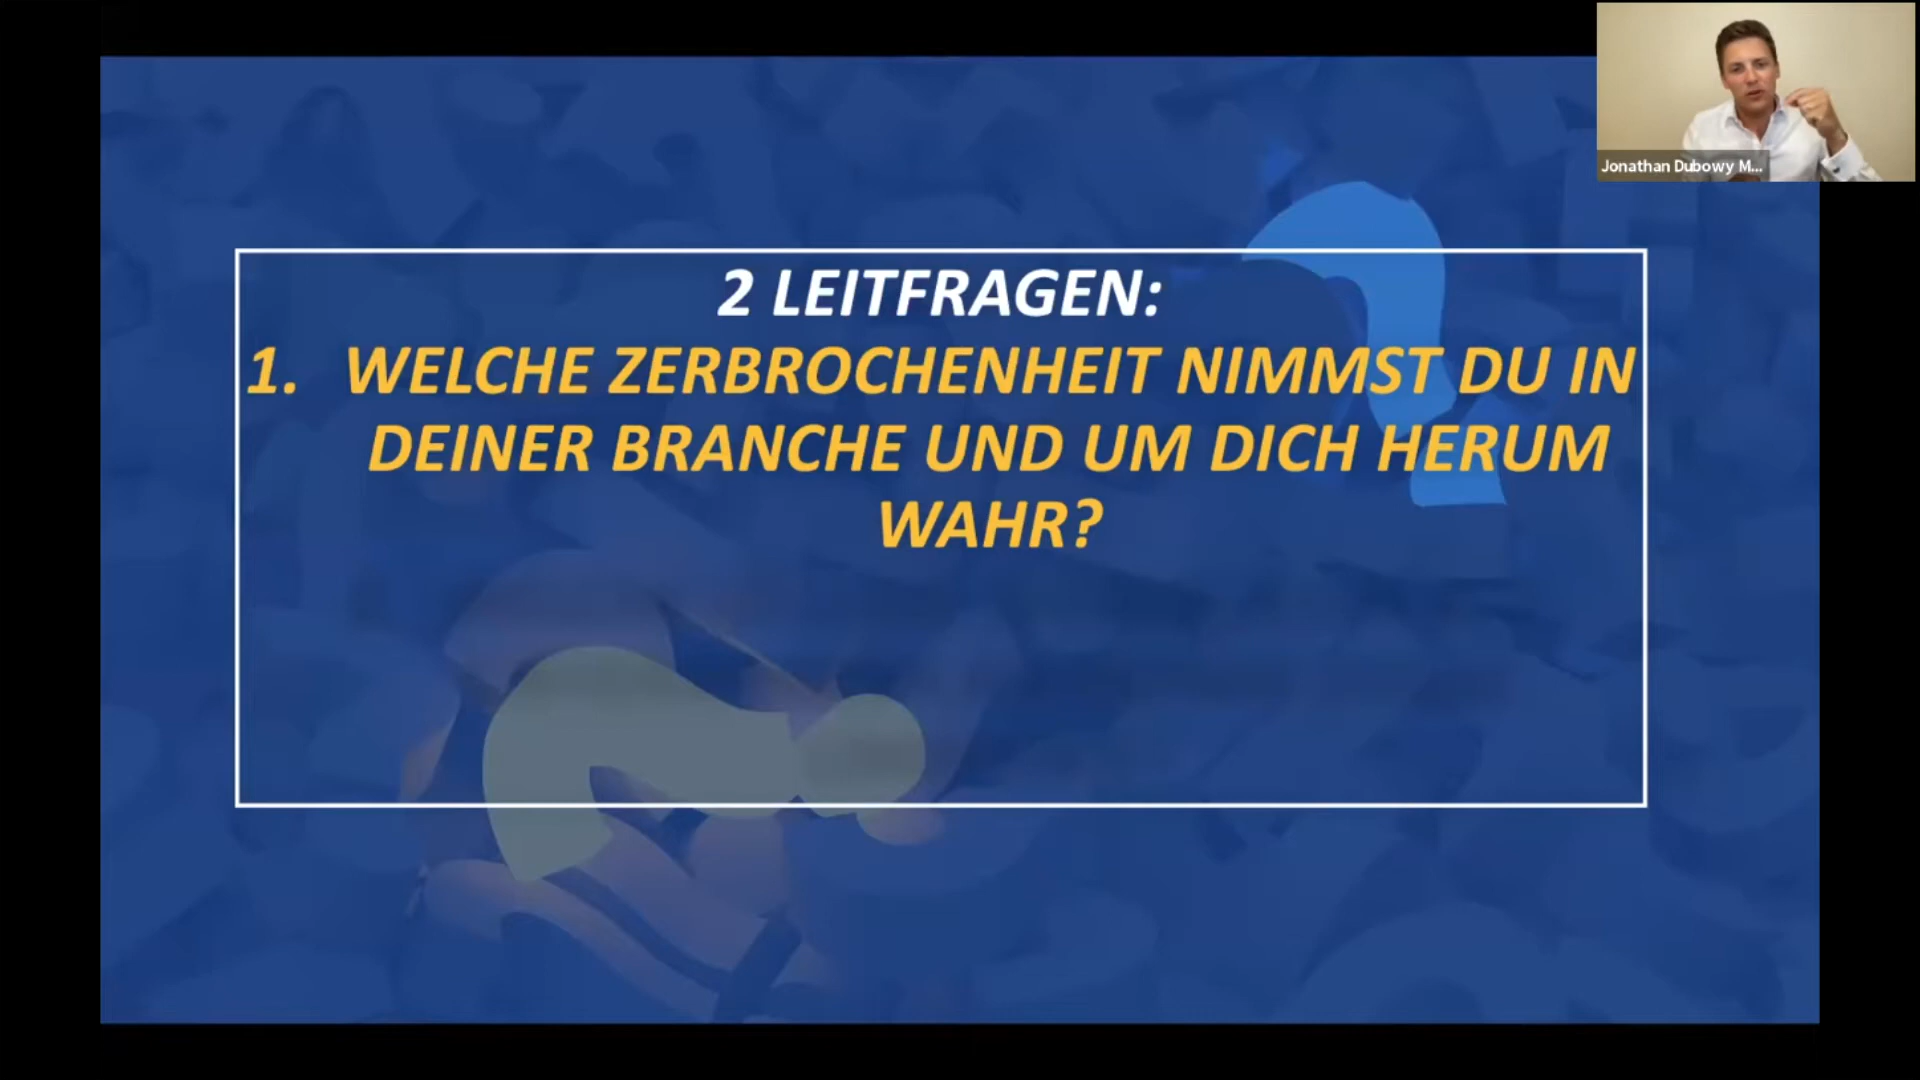 Jonathan Dubowy M...
2 LEITFRAGEN:
1. WELCHE ZERBROCHENHEIT NIMMST DU IN
DEINER BRANCHE UND UM DICH HERUM
WAHR?